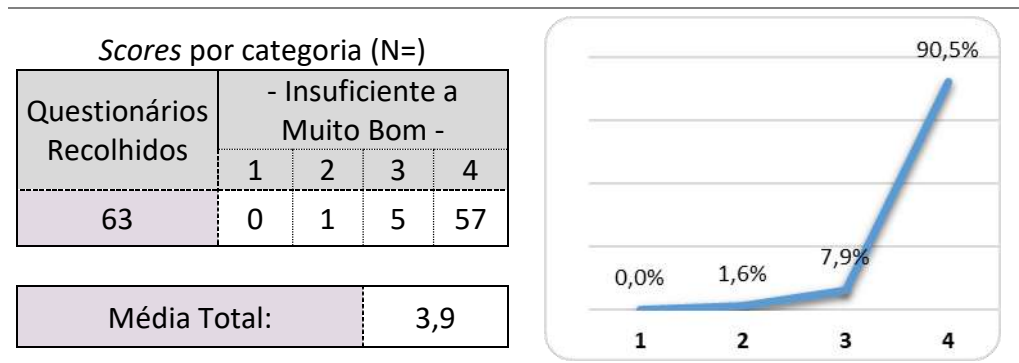 Scores por categoria (N=)
Questionários
Recolhidos
- Insuficiente a
Muito Bom -
1 2 3 4
63 0 1 5 57
Média Total: 3,9
90,5%
7,9%
1,6%
0,0%
1 2 3 4